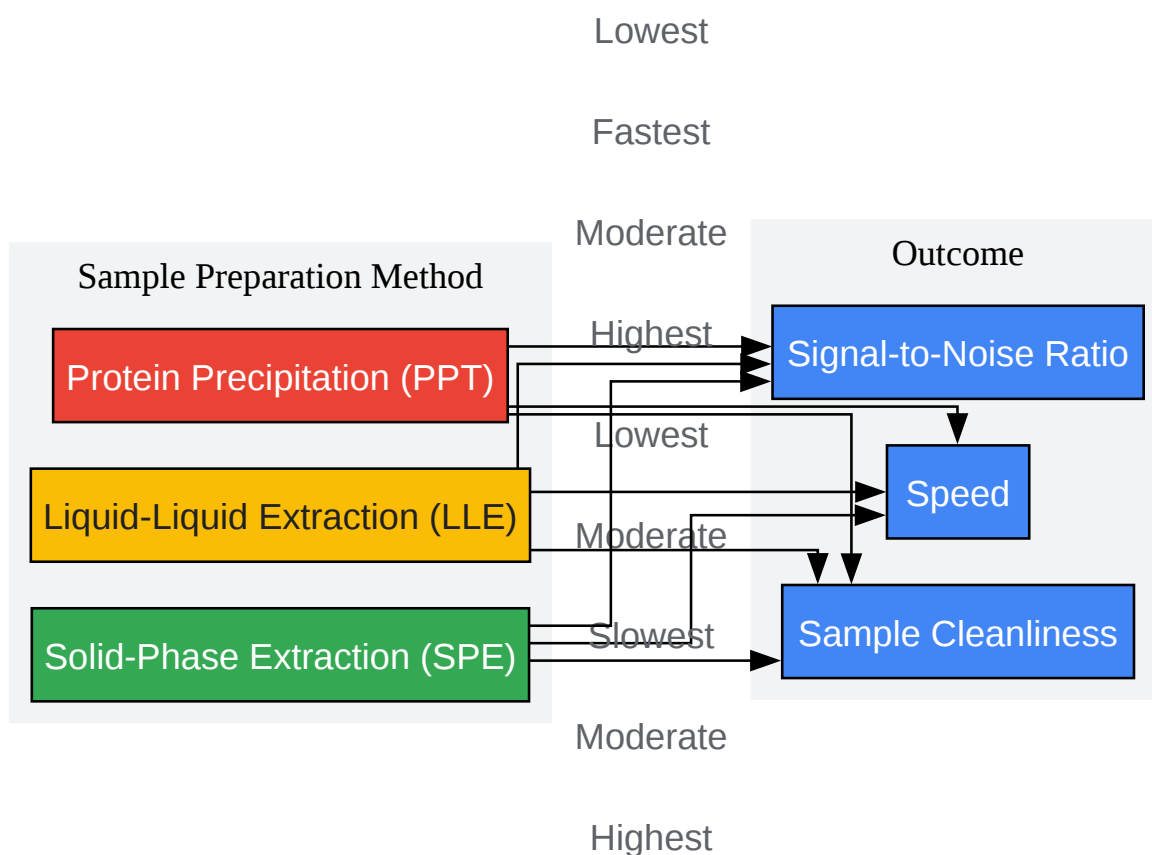 Lowest
Fastest
Moderate
Outcome
Sample Preparation Method
Highest
Signal-to-Noise Ratio
Protein Precipitation (PPT)
Lowest
Speed
Liquid-Liquid Extraction (LLE)
Moderate
Slowest
Sample Cleanliness
Solid-Phase Extraction (SPE)
Moderate
Highest